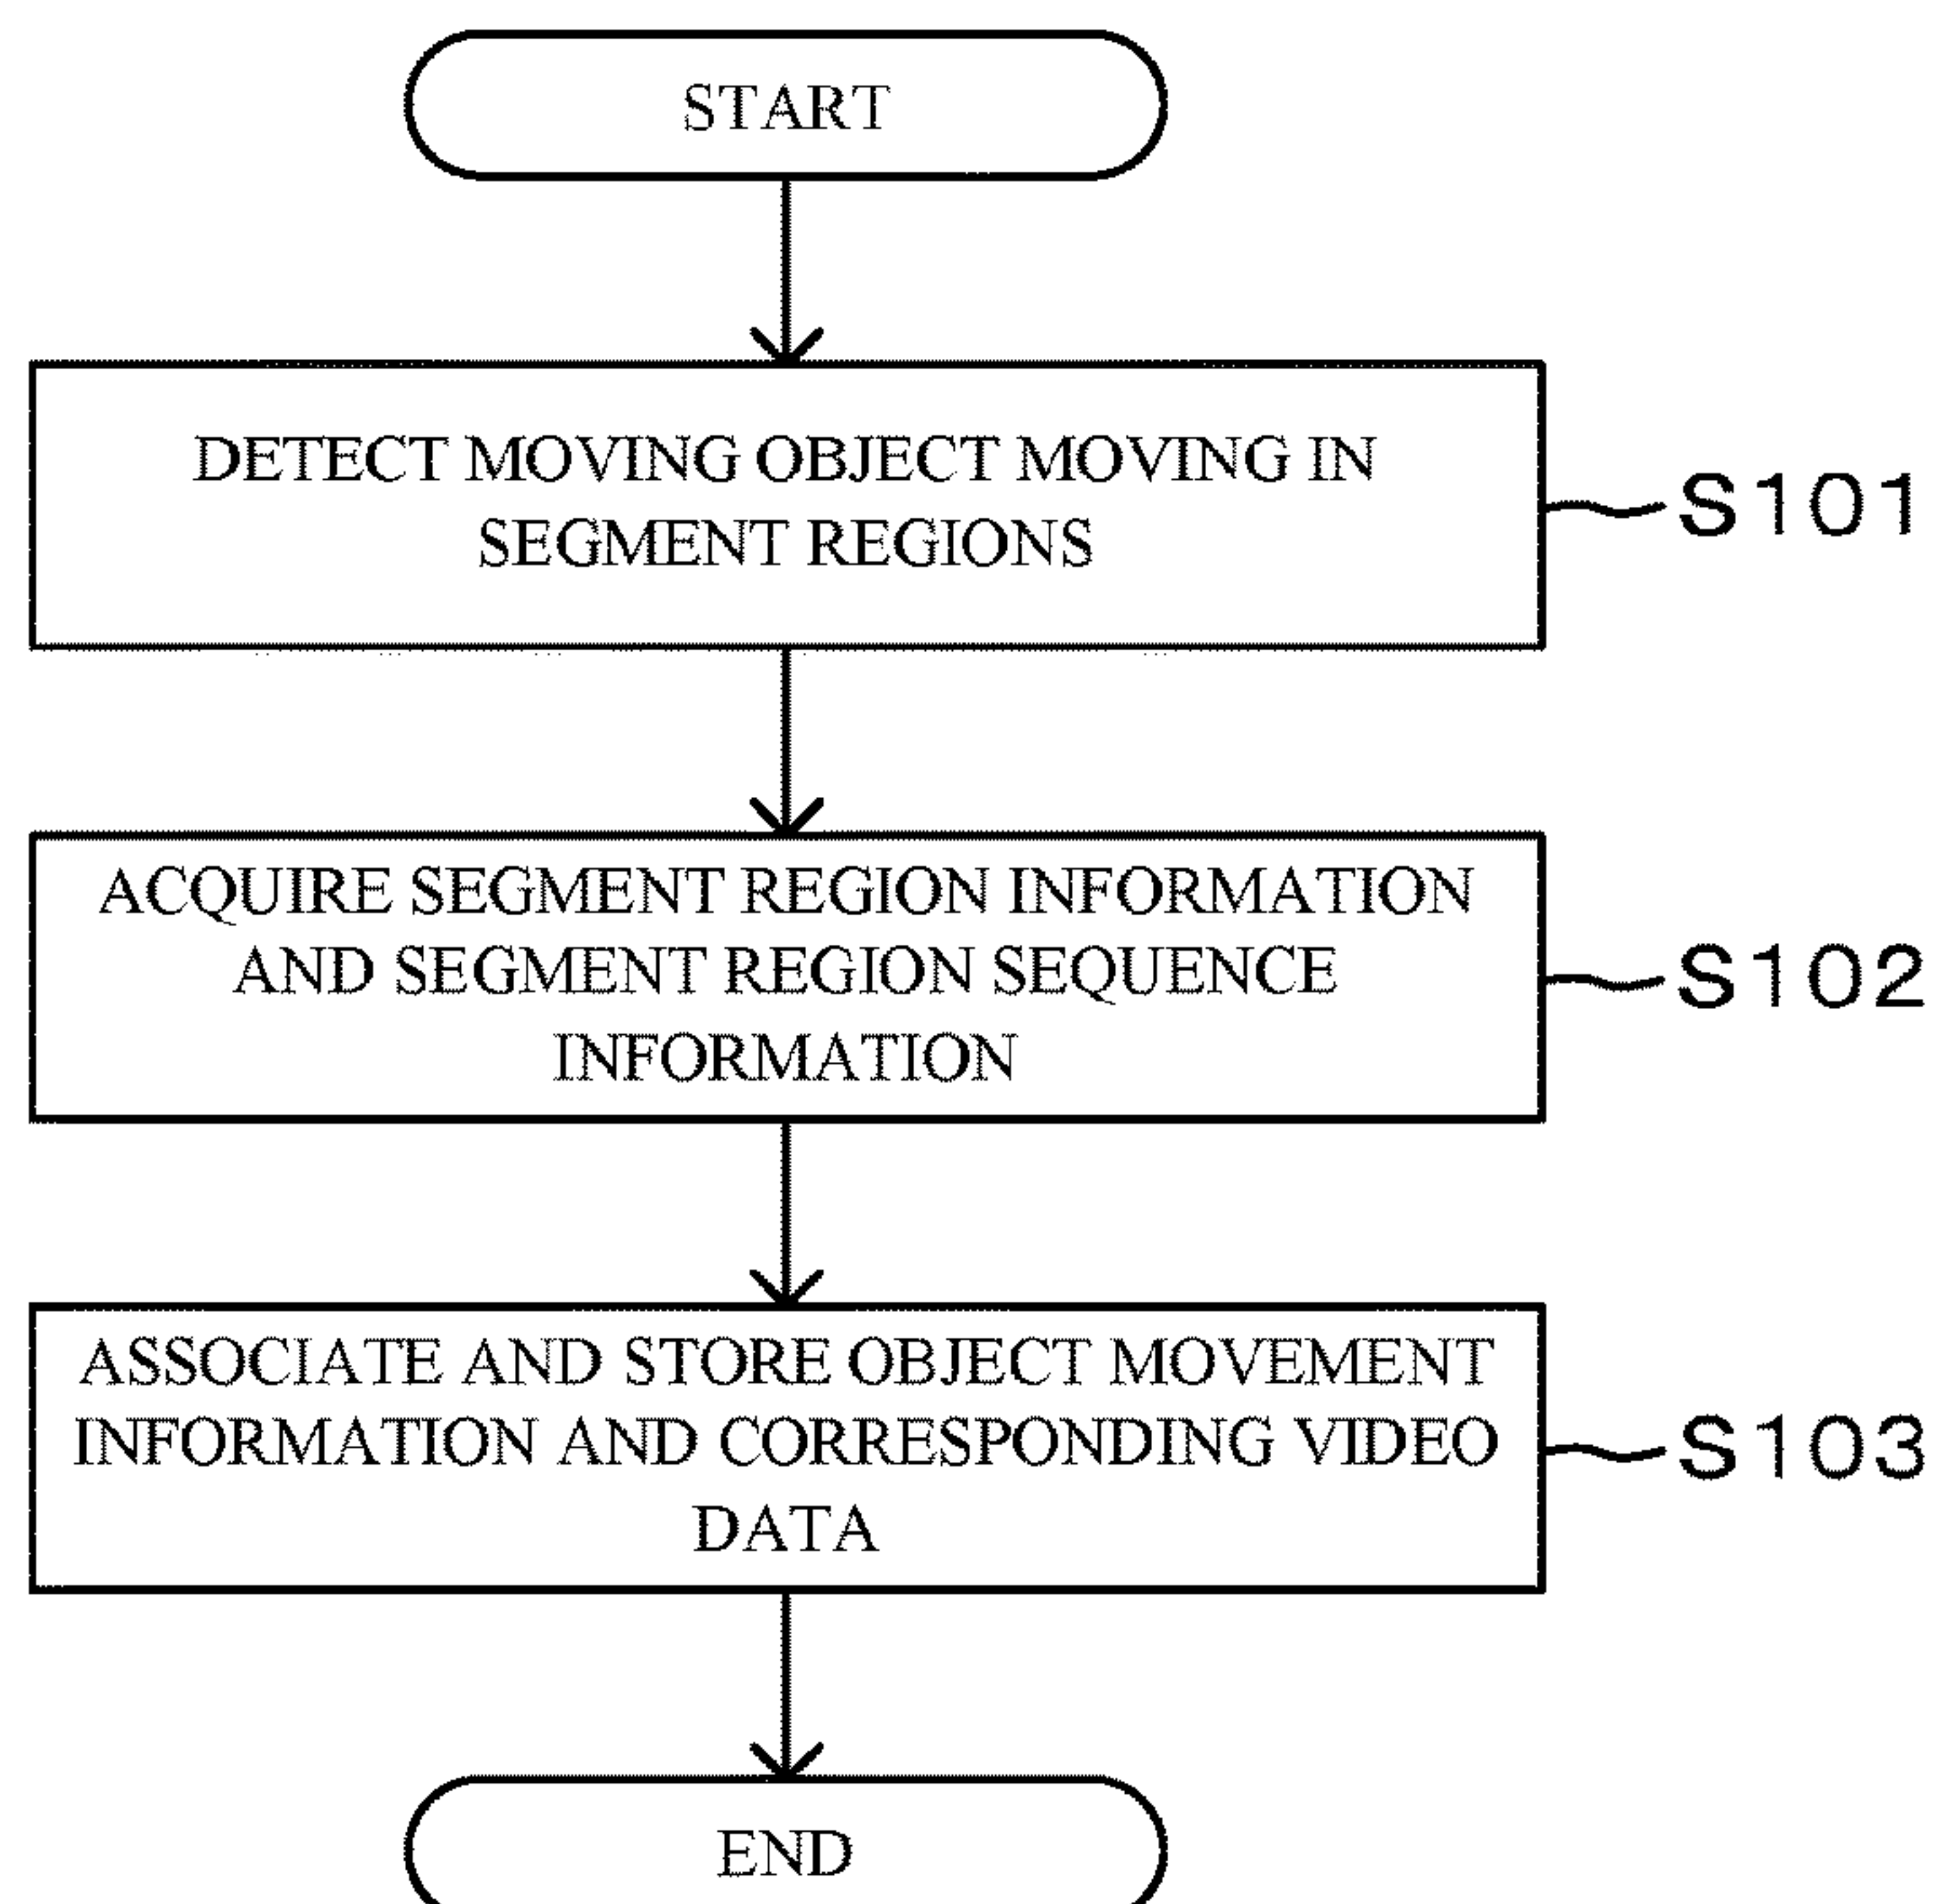 START
DETECT MOVING OBJECT MOVING IN
SEGMENT REGIONS
S101
ACQUIRE SEGMENT REGION INFORMATION
AND SEGMENT REGION SEQUENCE
INFORMATION
S102
ASSOCIATE AND STORE OBJECT MOVEMENT
INFORMATION AND CORRESPONDING VIDEO
DATA
S103
END